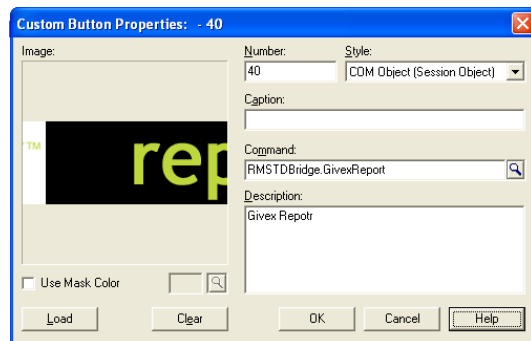 Custom Button Properties: - 40
Image:
Number:
Style:
40
COM Object (Session Object)
Caption:
™
rep
Command:
RMSTDBridge.GivexReport
Description:
Givex Repotr
Use Mask Color
Load
Clear
OK
Cancel
Help